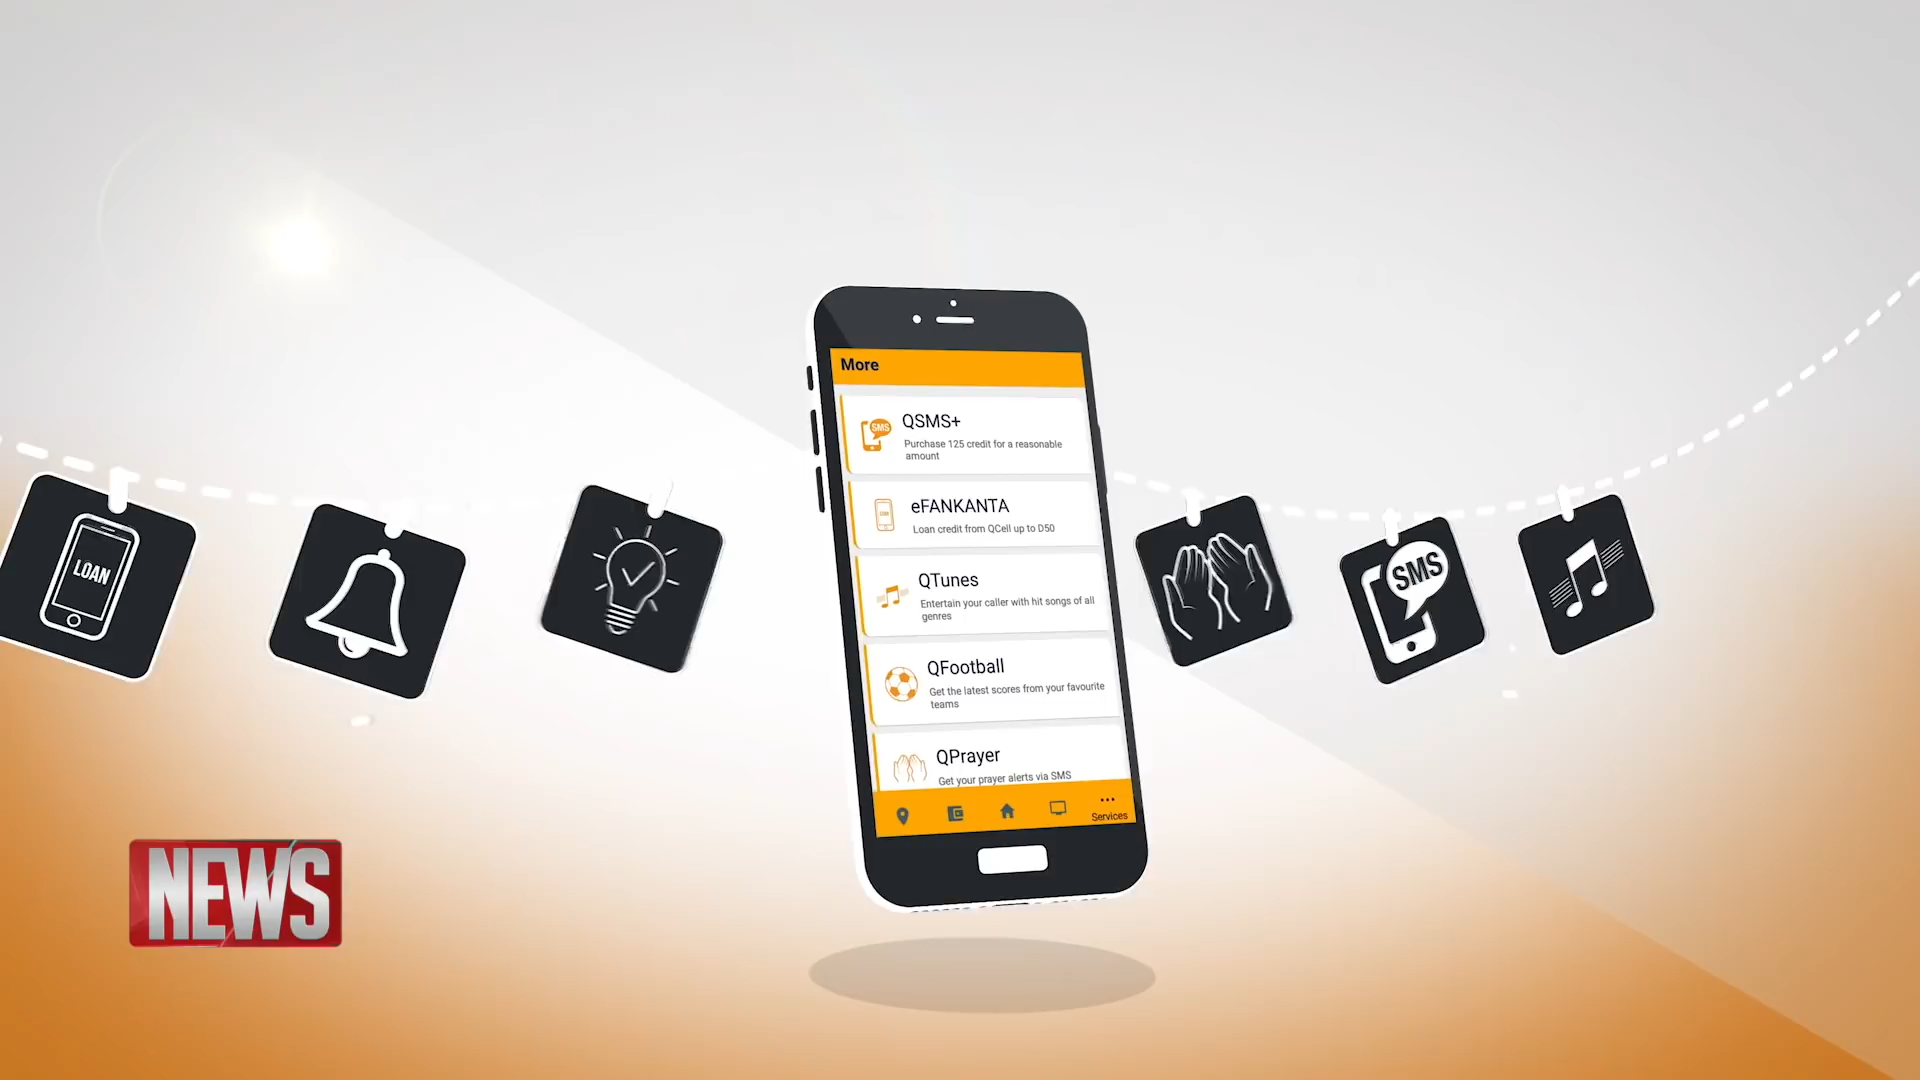 More
QSMS+
Purchase 125 credit for a reasonable
amount
eFANKANTA
Loan credit from QCell up to D50
QTunes
Entertain your caller with hit songs of all
genres
QFootball
Get the latest scores from your favourite
teams
QPrayer
Get your prayer alerts via SMS
Services
SMS
LOAN
LOAN
SMS
NEWS